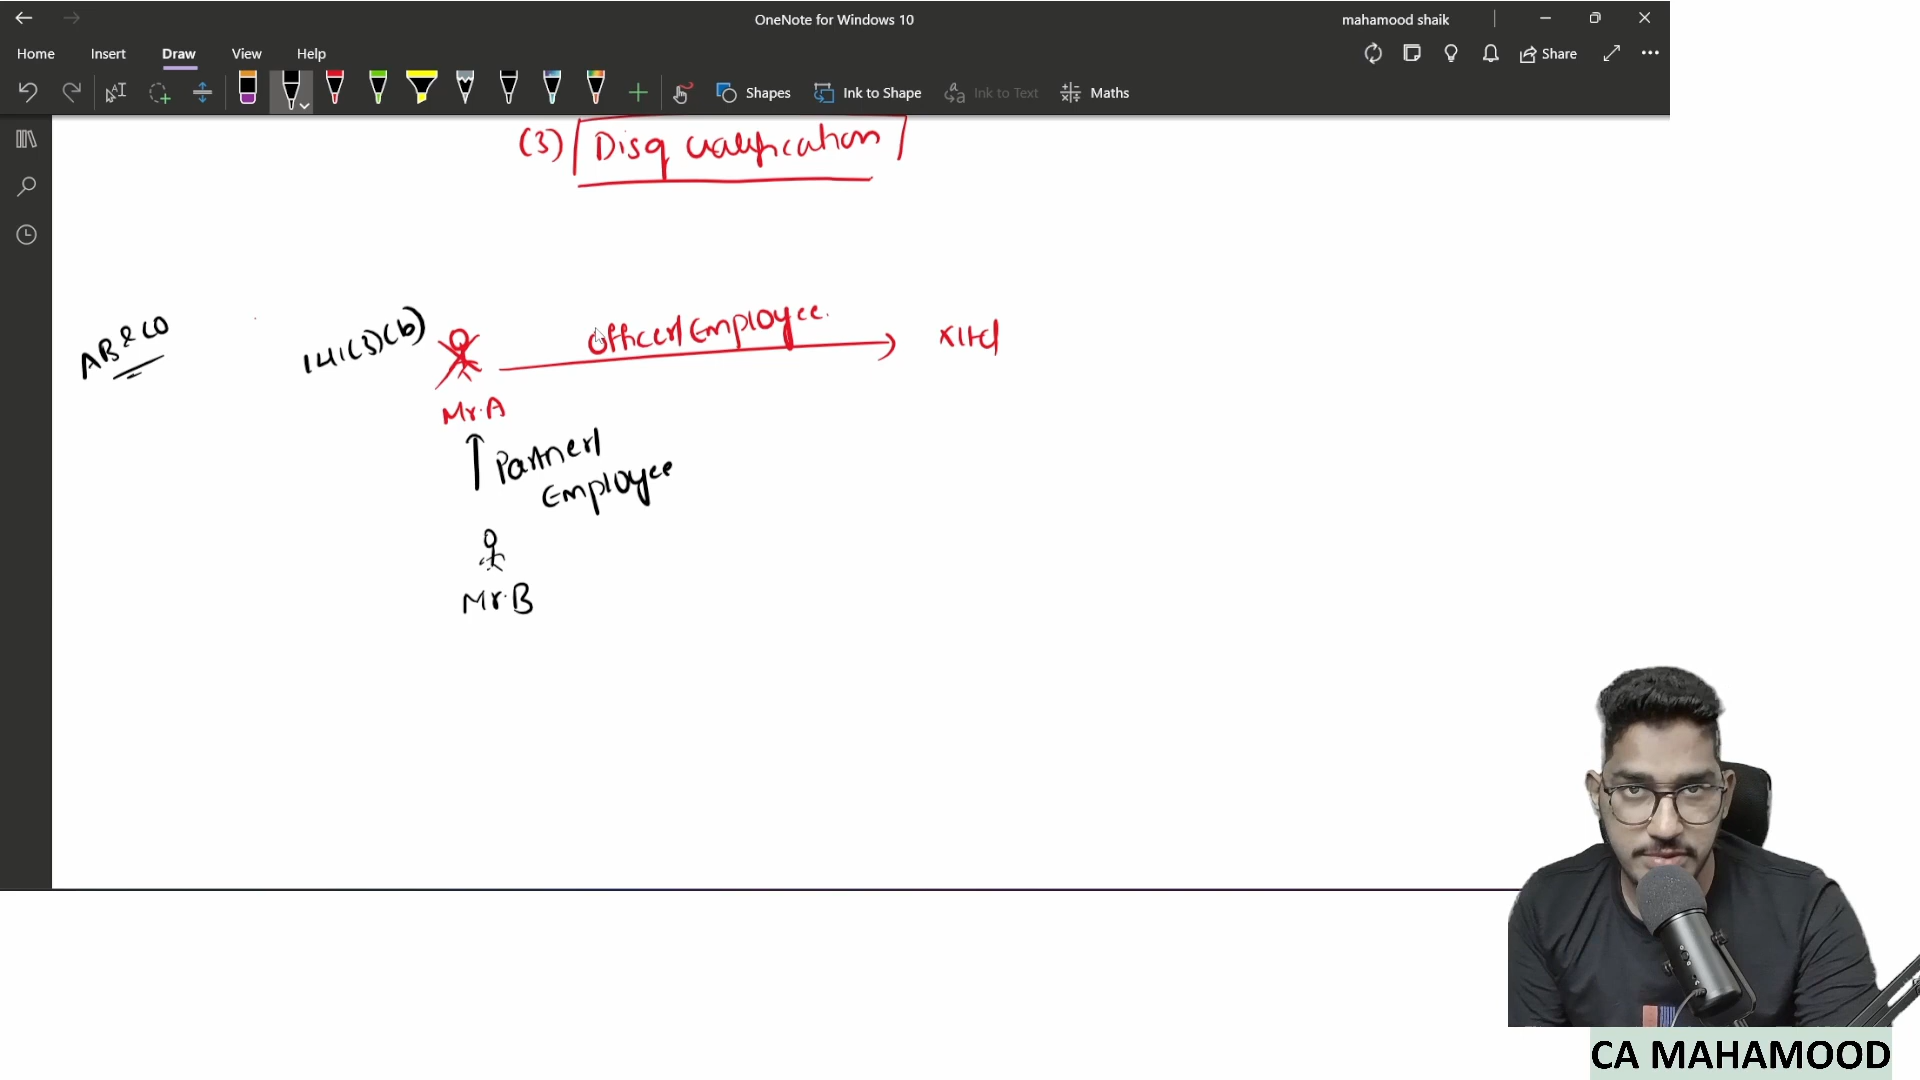 OneNote for Windows 10
mahamood shaik
Home Insert Draw View Help
Share
Shapes
Ink to Shape
Ink to Text
Maths
(3) Disqualification
AB & CO
141(3)(b)
Officer/Employee.
X ltd
Mr.A
Partner/
Employee
Mr.B
CA MAHAMOOD